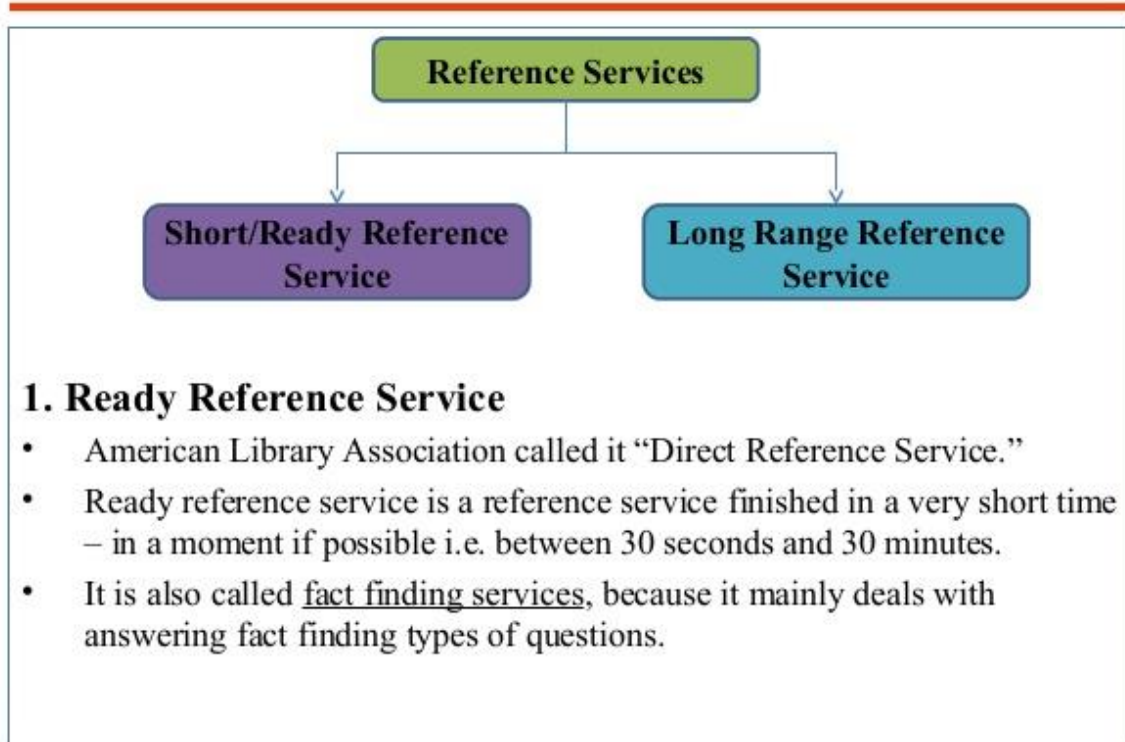 Reference Services
Short/Ready Reference
Service
Long Range Reference
Service
1. Ready Reference Service
• American Library Association called it “Direct Reference Service.”
• Ready reference service is a reference service finished in a very short time
– in a moment if possible i.e. between 30 seconds and 30 minutes.
• It is also called fact finding services, because it mainly deals with
answering fact finding types of questions.